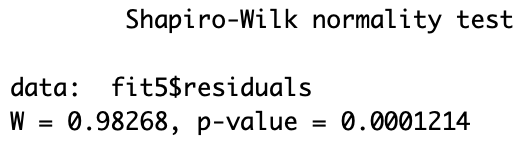 Shapiro-Wilk normality test
data:  fit5$residuals
W = 0.98268, p-value = 0.0001214